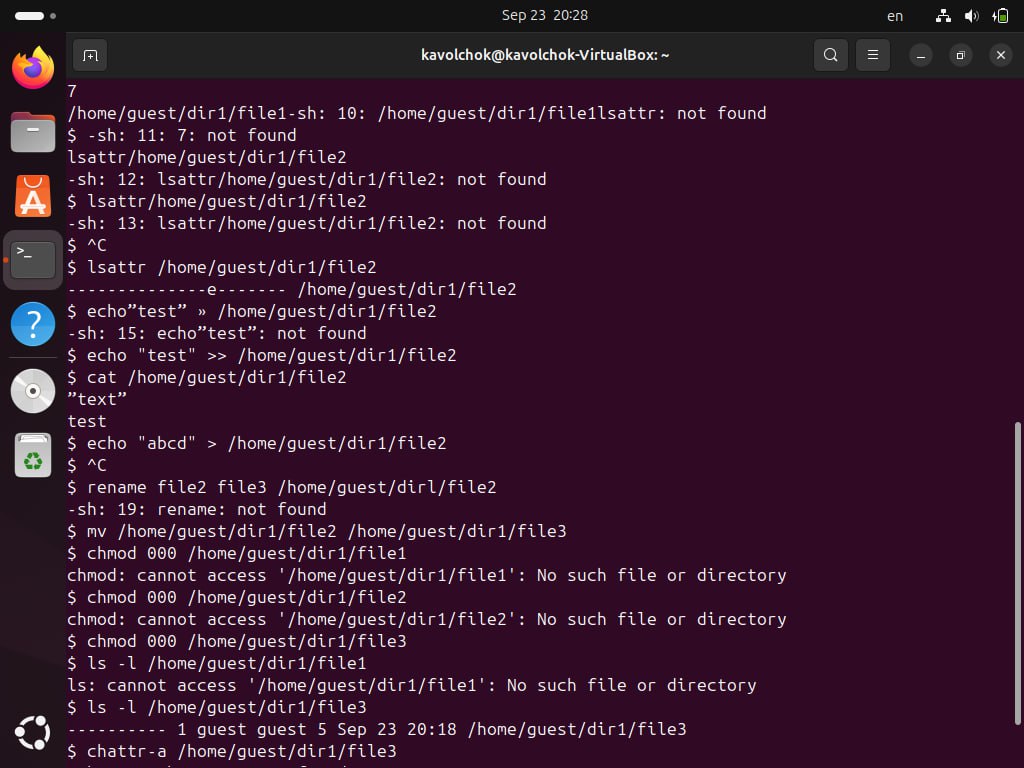 Sep 23 20:28
en
kavolchok@kavolchok-VirtualBox: ~
7
/home/guest/dir1/file1-sh: 10: /home/guest/dir1/file1lsattr: not found
$ -sh: 11: 7: not found
lsattr/home/guest/dir1/file2
-sh: 12: lsattr/home/guest/dir1/file2: not found
$ lsattr/home/guest/dir1/file2
-sh: 13: lsattr/home/guest/dir1/file2: not found
$ ^C
$ lsattr /home/guest/dir1/file2
--------------e------- /home/guest/dir1/file2
$ echo”test” » /home/guest/dir1/file2
-sh: 15: echo”test”: not found
$ echo "test" >> /home/guest/dir1/file2
$ cat /home/guest/dir1/file2
”text”
test
$ echo "abcd" > /home/guest/dir1/file2
$ ^C
$ rename file2 file3 /home/guest/dirl/file2
-sh: 19: rename: not found
$ mv /home/guest/dir1/file2 /home/guest/dir1/file3
$ chmod 000 /home/guest/dir1/file1
chmod: cannot access '/home/guest/dir1/file1': No such file or directory
$ chmod 000 /home/guest/dir1/file2
chmod: cannot access '/home/guest/dir1/file2': No such file or directory
$ chmod 000 /home/guest/dir1/file3
$ ls -l /home/guest/dir1/file1
ls: cannot access '/home/guest/dir1/file1': No such file or directory
$ ls -l /home/guest/dir1/file3
---------- 1 guest guest 5 Sep 23 20:18 /home/guest/dir1/file3
$ chattr-a /home/guest/dir1/file3